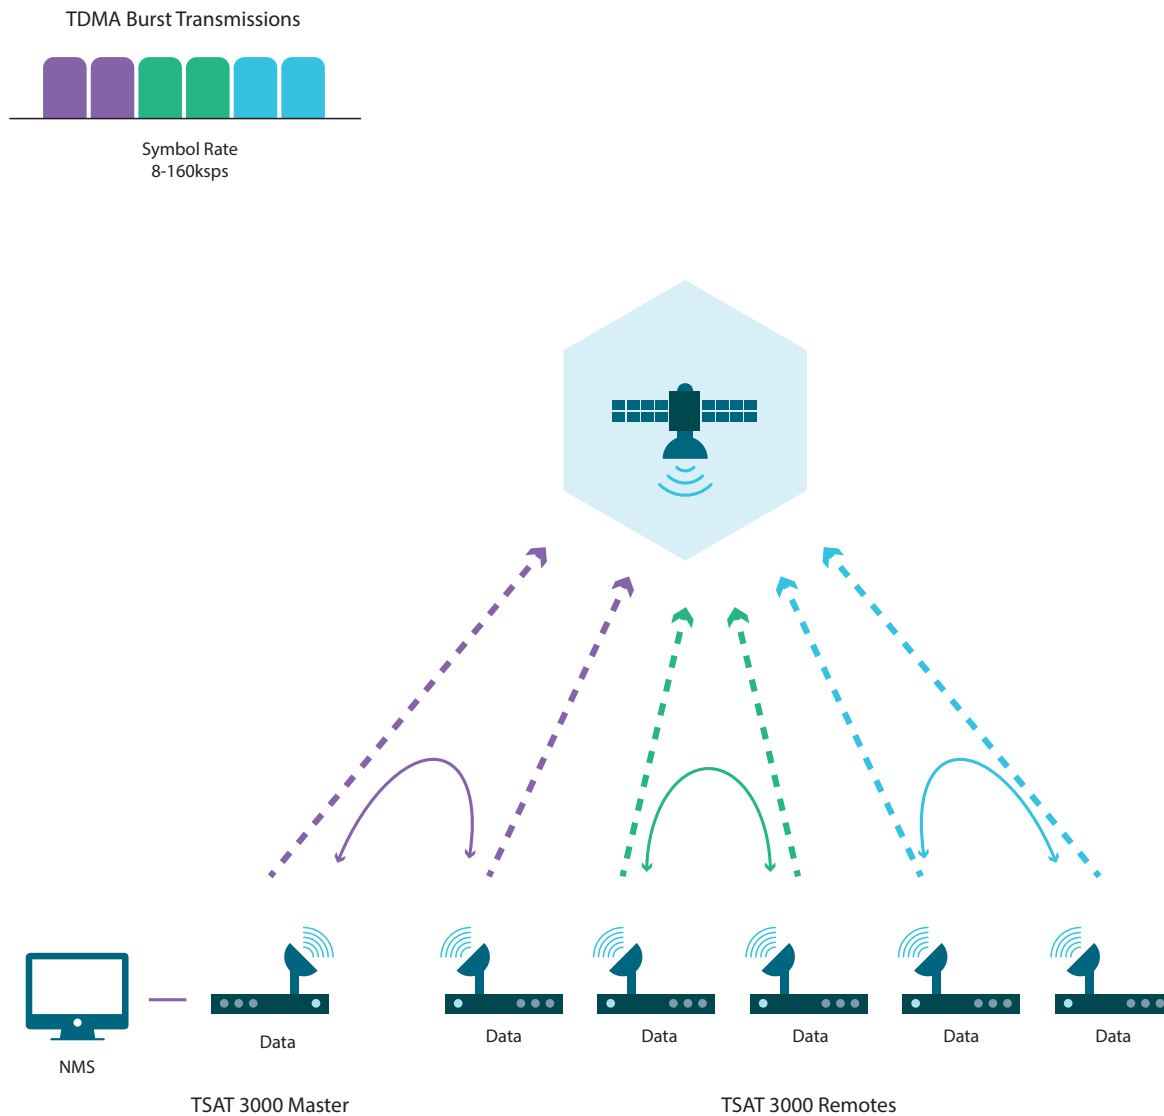 TDMA Burst Transmissions
Symbol Rate
8-160ksps
Data
Data
Data
Data
Data
Data
NMS
TSAT 3000 Master
TSAT 3000 Remotes